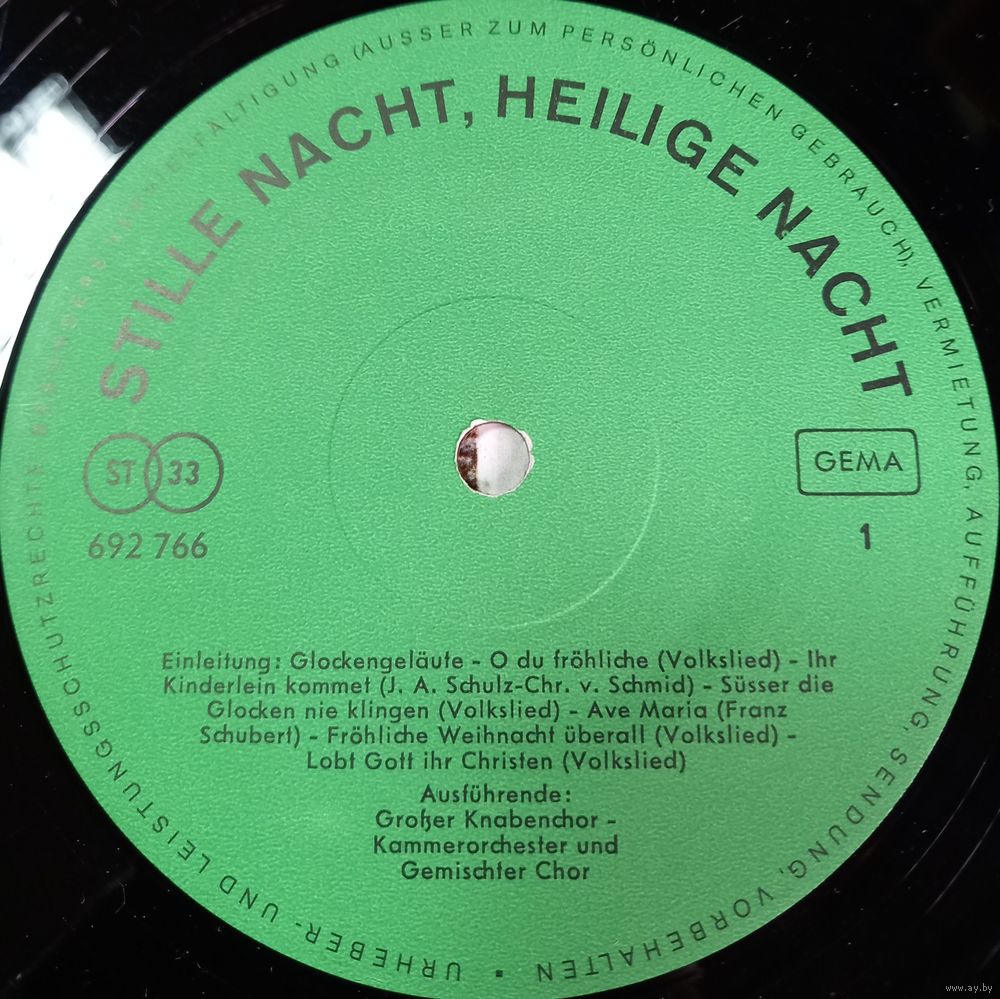 URHEBER- UND LEISTUNGSSCHUTZRECHTE (AUSSER ZUM PERSÖNLICHEN GEBRAUCH), VERMIETUNG, AUFFÜHRUNG, SENDUNG, VORBEHALTEN •
STILLE NACHT, HEILIGE NACHT
ST 33
692 766
GEMA
1
Einleitung: Glockengeläute - O du fröhliche (Volkslied) - Ihr
Kinderlein kommet (J. A. Schulz-Chr. v. Schmid) - Süsser die
Glocken nie klingen (Volkslied) - Ave Maria (Franz
Schubert) - Fröhliche Weihnacht überall (Volkslied) -
Lobt Gott ihr Christen (Volkslied)
Ausführende:
Großer Knabenchor -
Kammerorchester und
Gemischter Chor
www.ay.by